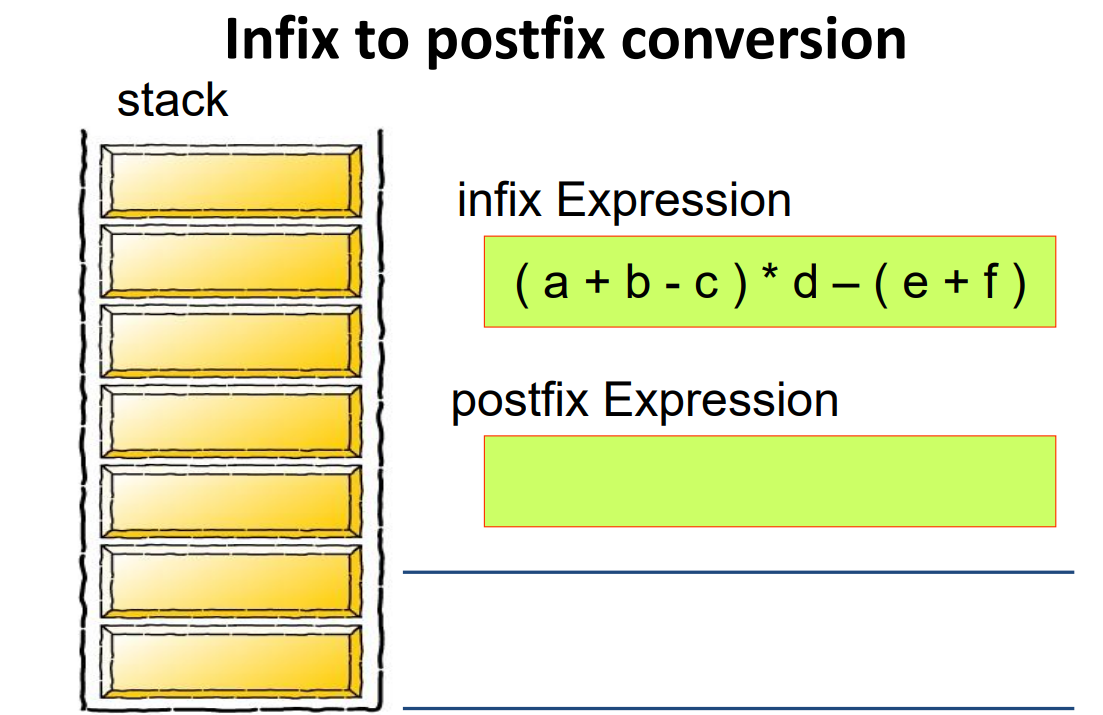 Infix to postfix conversion
stack
infix Expression
( a + b - c ) * d – ( e + f )
postfix Expression